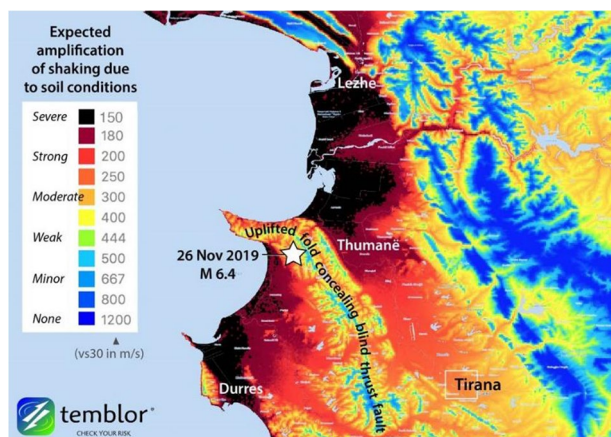 Expected
amplification
of shaking due
to soil conditions
Severe 150
180
Strong 200
250
Moderate 300
400
Weak 444
500
Minor 667
800
None 1200
(vs30 in m/s)
temblor
CHECK YOUR RISK
Lezhe
Uplifted fold concealing blind thrust fault
26 Nov 2019
M 6.4
Thumanë
Durres
Tirana